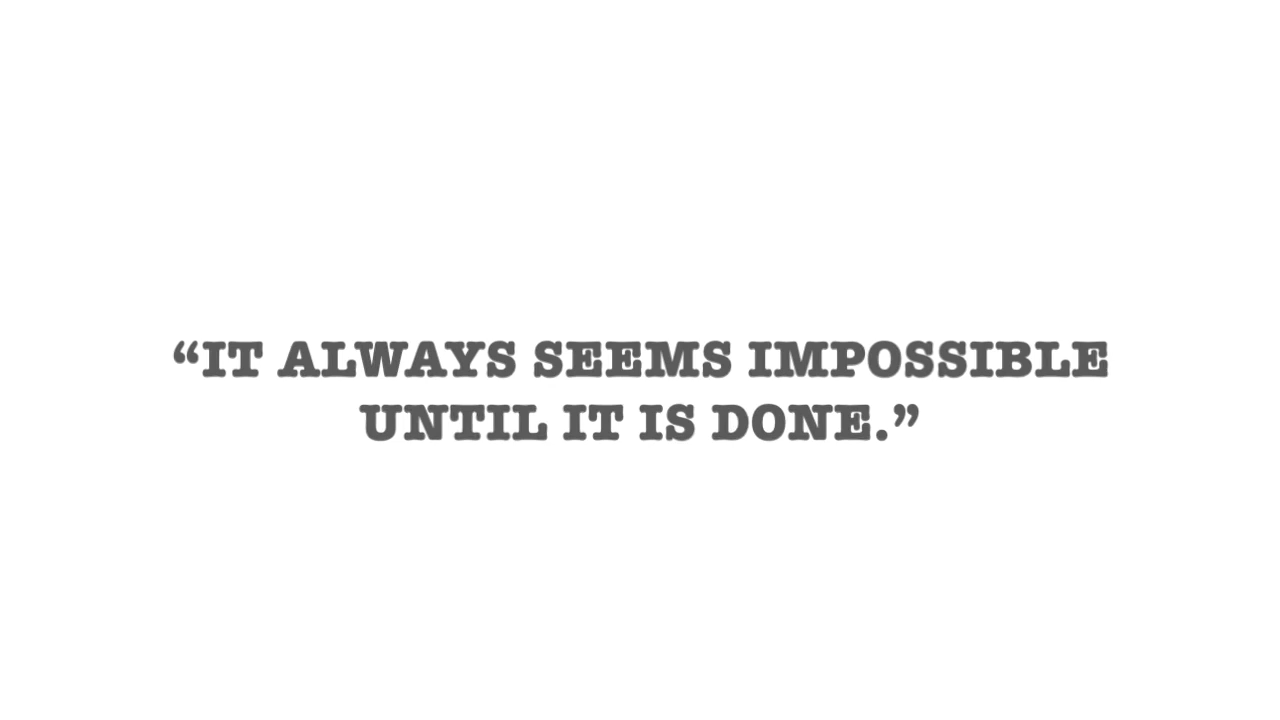 “IT ALWAYS SEEMS IMPOSSIBLE
UNTIL IT IS DONE.”